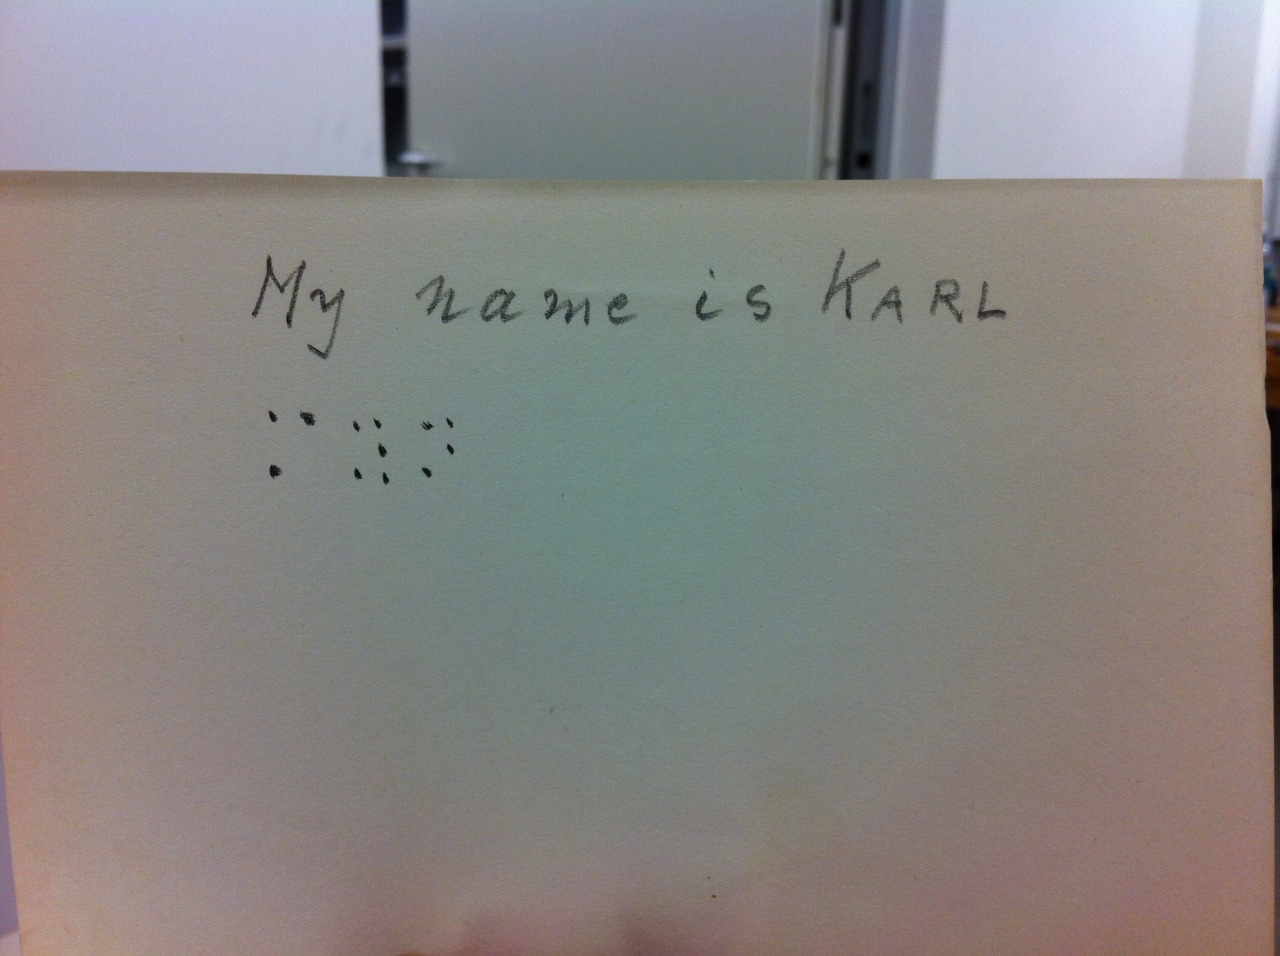 My name is KARL
⠍⠽⠝